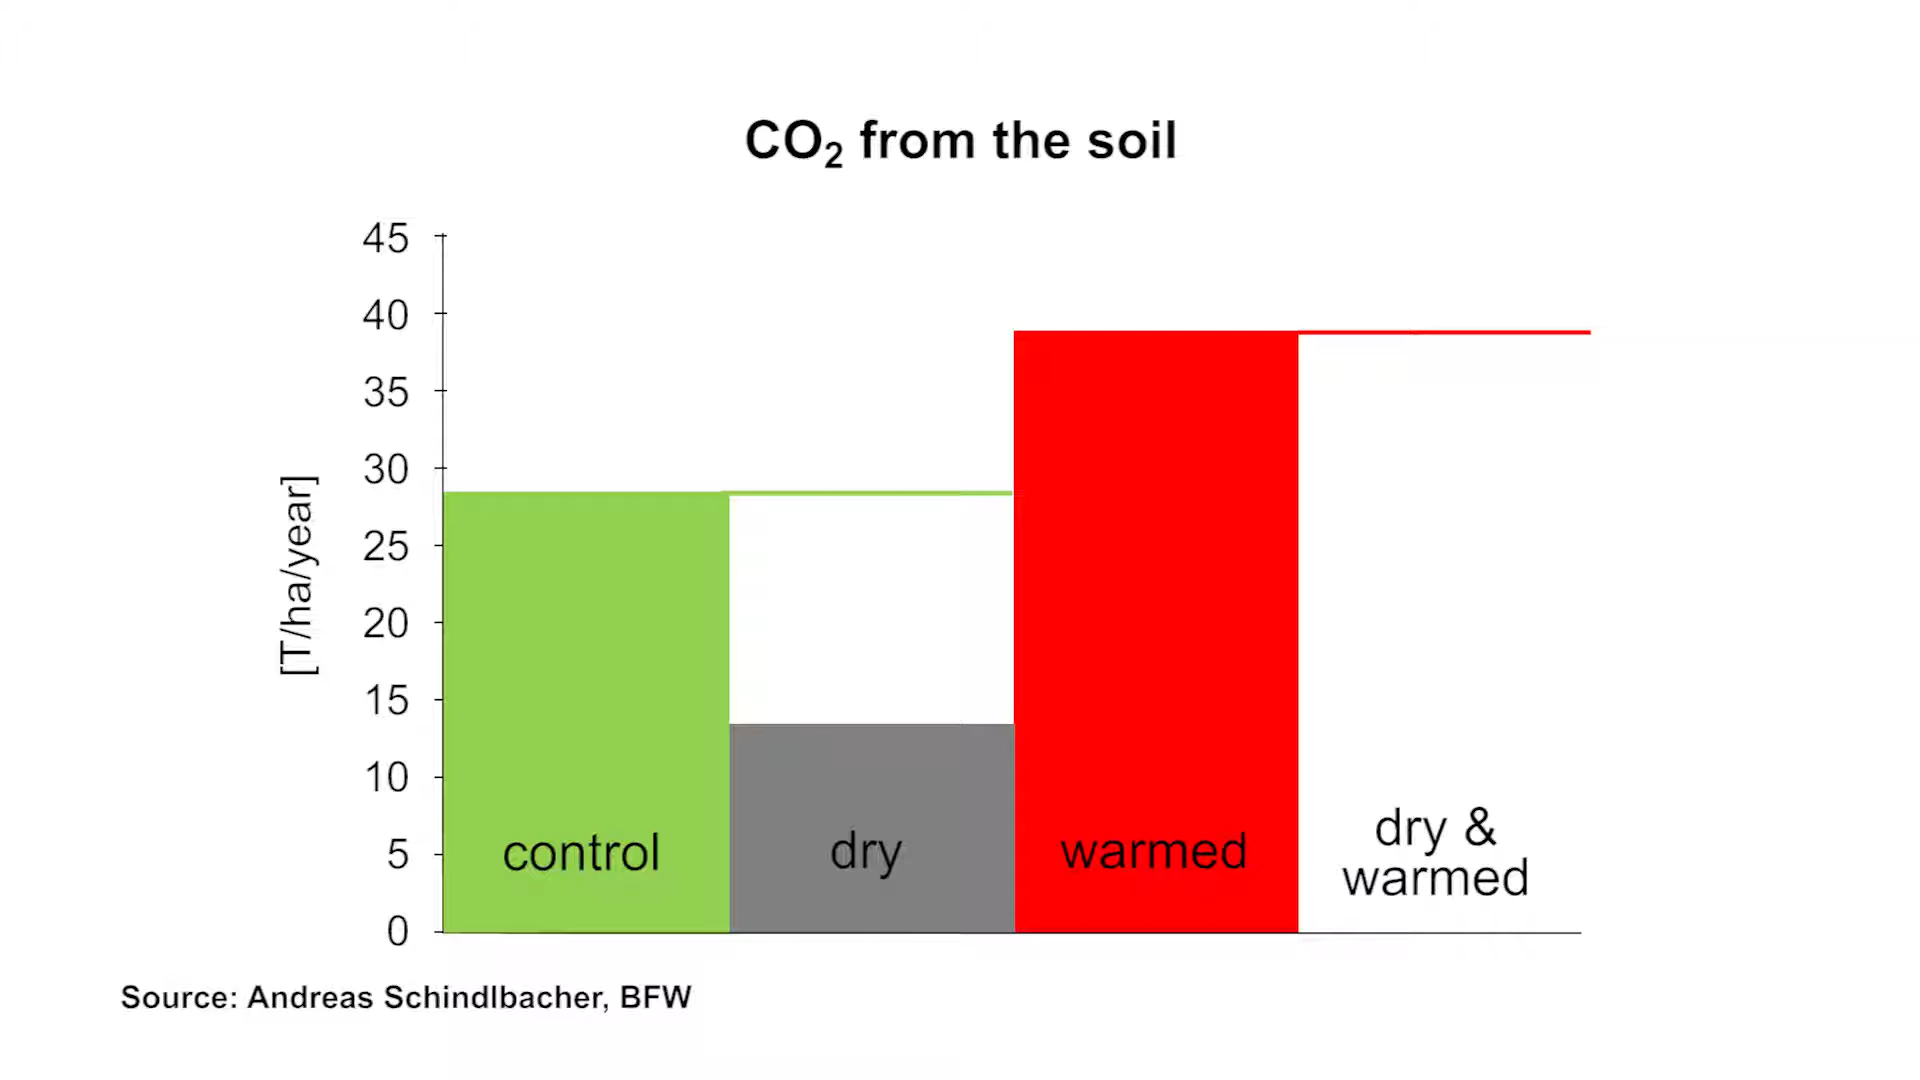 CO₂ from the soil
45
40
35
30
25
20
15
10
5
0
[T/ha/year]
control
dry
warmed
dry &
warmed
Source: Andreas Schindlbacher, BFW